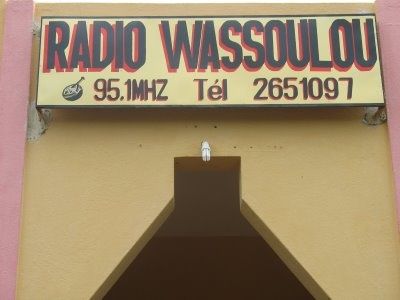 RADIO WASSOULOU
95.1MHZ Tél 2651097